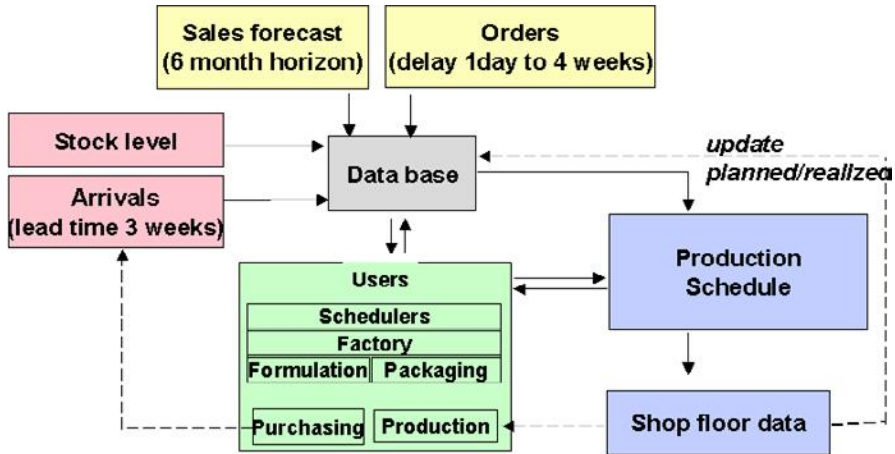 Sales forecast
(6 month horizon)
Orders
(delay 1day to 4 weeks)
Stock level
Arrivals
(lead time 3 weeks)
Data base
update
planned/realized
Users
Schedulers
Factory
Formulation
Packaging
Purchasing
Production
Production
Schedule
Shop floor data